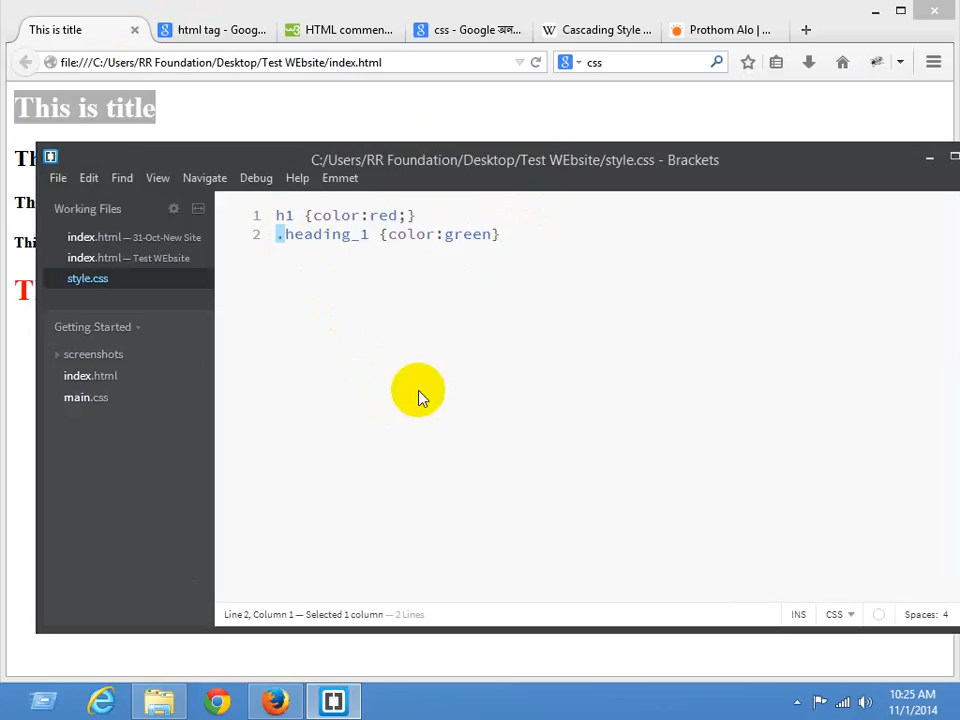 This is title
html tag - Goog...
HTML commen...
css - Google অনু...
W Cascading Style ...
Prothom Alo | ...
file:///C:/Users/RR Foundation/Desktop/Test WEbsite/index.html
css
This is title
Th
Th
Thi
T
C:/Users/RR Foundation/Desktop/Test WEbsite/style.css - Brackets
File Edit Find View Navigate Debug Help Emmet
Working Files
index.html — 31-Oct-New Site
index.html — Test WEbsite
style.css
Getting Started
screenshots
index.html
main.css
1 h1 {color:red;}
2 .heading_1 {color:green}
Line 2, Column 1 — Selected 1 column — 2 Lines
INS
CSS
Spaces: 4
10:25 AM
11/1/2014